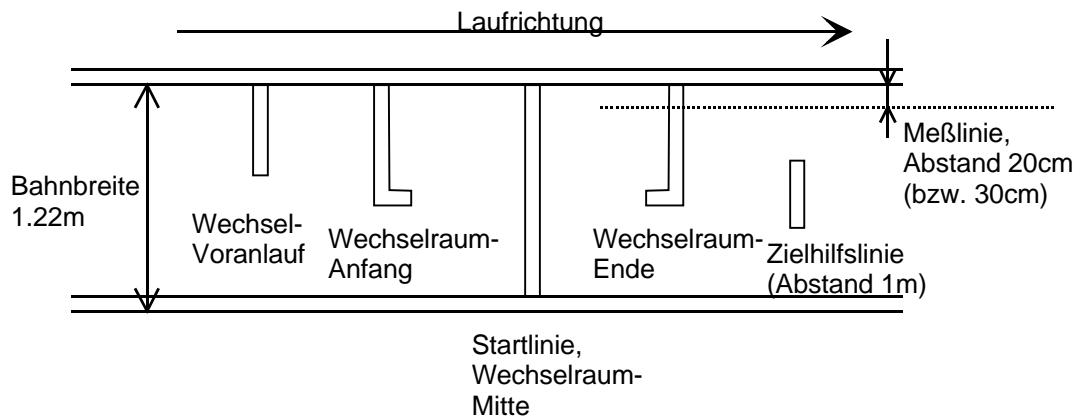 Laufrichtung
Bahnbreite
1.22m
Wechsel-
Voranlauf
Wechselraum-
Anfang
Wechselraum-
Ende
Zielhilfslinie
(Abstand 1m)
Meßlinie,
Abstand 20cm
(bzw. 30cm)
Startlinie,
Wechselraum-
Mitte